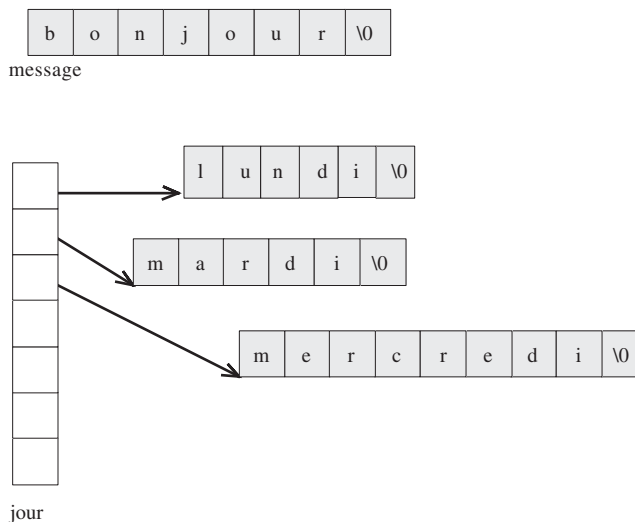 b o n j o u r \0
message
l u n d i \0
m a r d i \0
m e r c r e d i \0
jour